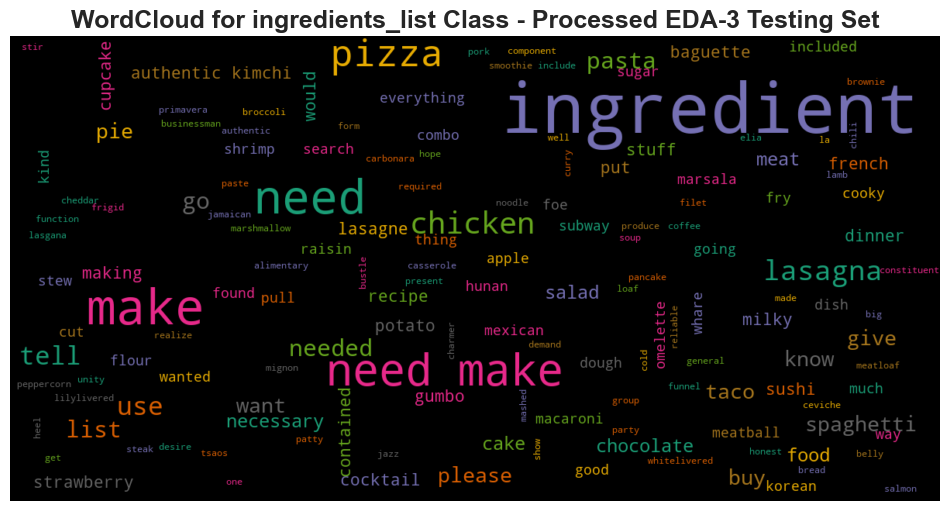 WordCloud for ingredients_list Class - Processed EDA-3 Testing Set
stir
cupcake
pizza
pork
component
included
authentic kimchi
would
pasta
baguette
smoothie
include
sugar
brownie
everything
ingredient
primavera
businessman
broccoli
form
pie
authentic
combo
well
elia
la
chili
shrimp
search
hope
carbonara
curry
stuff
put
meat
french
kind
marsala
lamb
paste
required
need
go
cheddar
frigid
function
lasgana
jamaican
marshmallow
chicken
noodle
foe
filet
fry
cooky
lasagne
thing
subway
produce
coffee
soup
going
dinner
raisin
apple
stew
making
alimentary
bustle
casserole
present
hunan
pancake
loaf
lasagna
constituent
found
pull
recipe
salad
made
make
cut
realize
potato
charmer
mexican
demand
omelette
reliable
whare
milky
dish
big
give
tell
flour
needed
dough
cold
general
know
meatloaf
peppercorn
unity
wanted
mignon
need make
lilylivered
use
want
gumbo
mashed
group
funnel
taco
sushi
much
ceviche
heel
list
necessary
contained
macaroni
party
meatball
spaghetti
way
steak
desire
tsaos
patty
jazz
cake
show
chocolate
honest
get
whitelivered
food
bread
belly
strawberry
one
cocktail
please
good
buy
korean
salmon